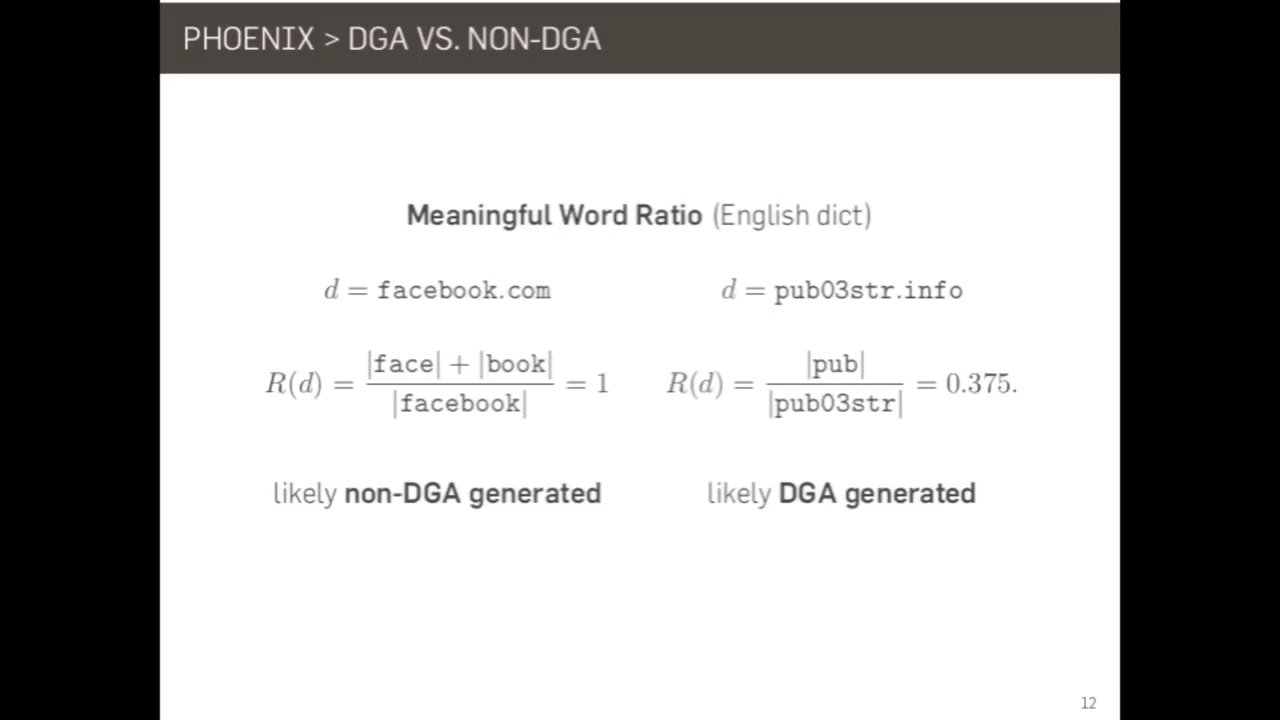 PHOENIX > DGA VS. NON-DGA
Meaningful Word Ratio (English dict)
d = facebook.com
d = pub03str.info
R(d) = |face| + |book| / |facebook| = 1
R(d) = |pub| / |pub03str| = 0.375.
likely non-DGA generated
likely DGA generated
12